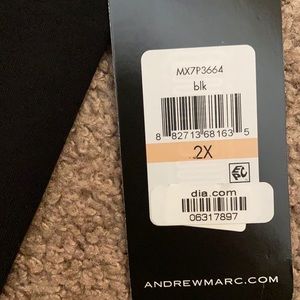 MX7P3664
blk
8 82713 68163 5
2X
dia.com
06317897
ANDREWMARC.COM